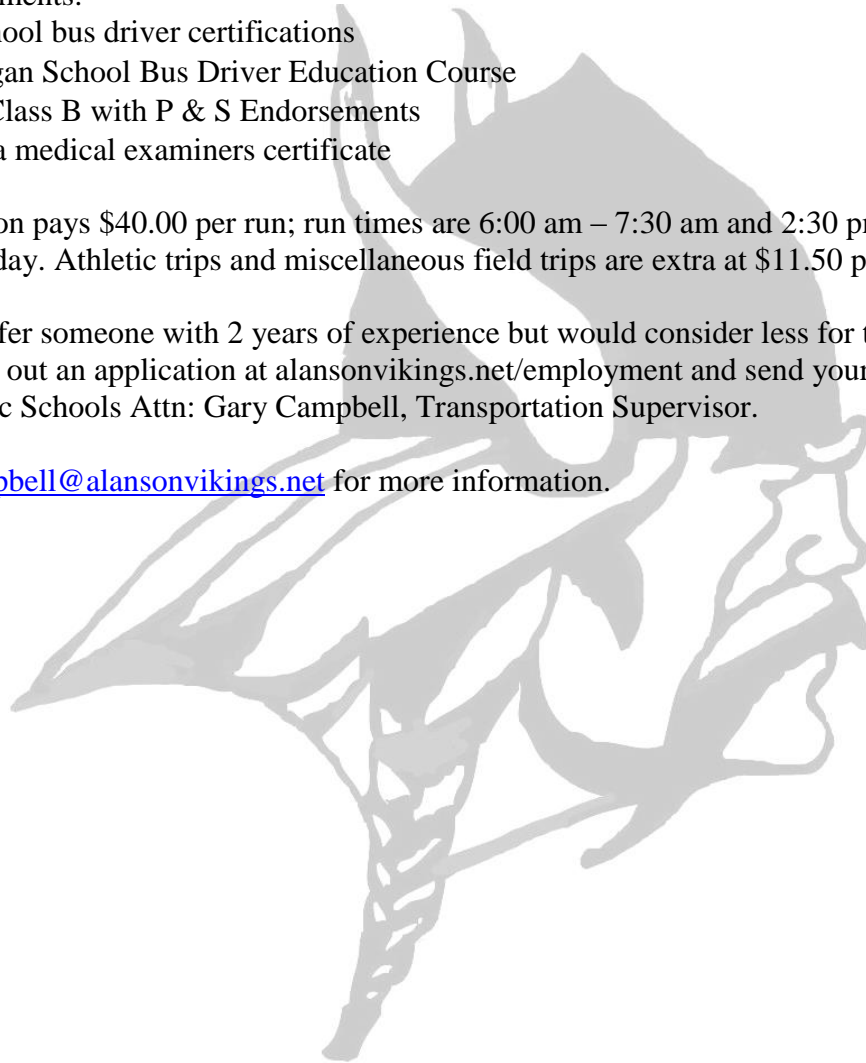 ments:
hool bus driver certifications
gan School Bus Driver Education Course
Class B with P & S Endorsements
a medical examiners certificate
on pays $40.00 per run; run times are 6:00 am – 7:30 am and 2:30 p
day. Athletic trips and miscellaneous field trips are extra at $11.50 p
fer someone with 2 years of experience but would consider less for t
out an application at alansonvikings.net/employment and send your
c Schools Attn: Gary Campbell, Transportation Supervisor.
pbell@alansonvikings.net for more information.